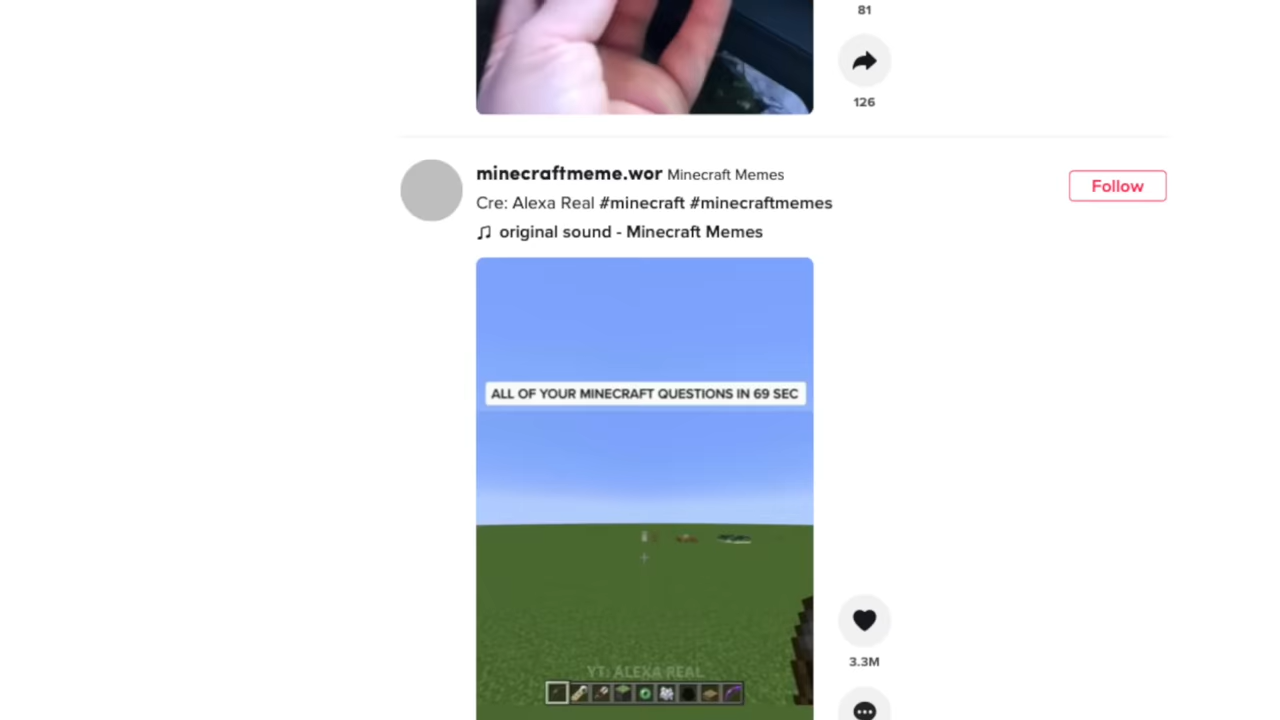 81
126
minecraftmeme.wor Minecraft Memes
Follow
Cre: Alexa Real #minecraft #minecraftmemes
original sound - Minecraft Memes
ALL OF YOUR MINECRAFT QUESTIONS IN 69 SEC
3.3M
YT: ALEXA REAL